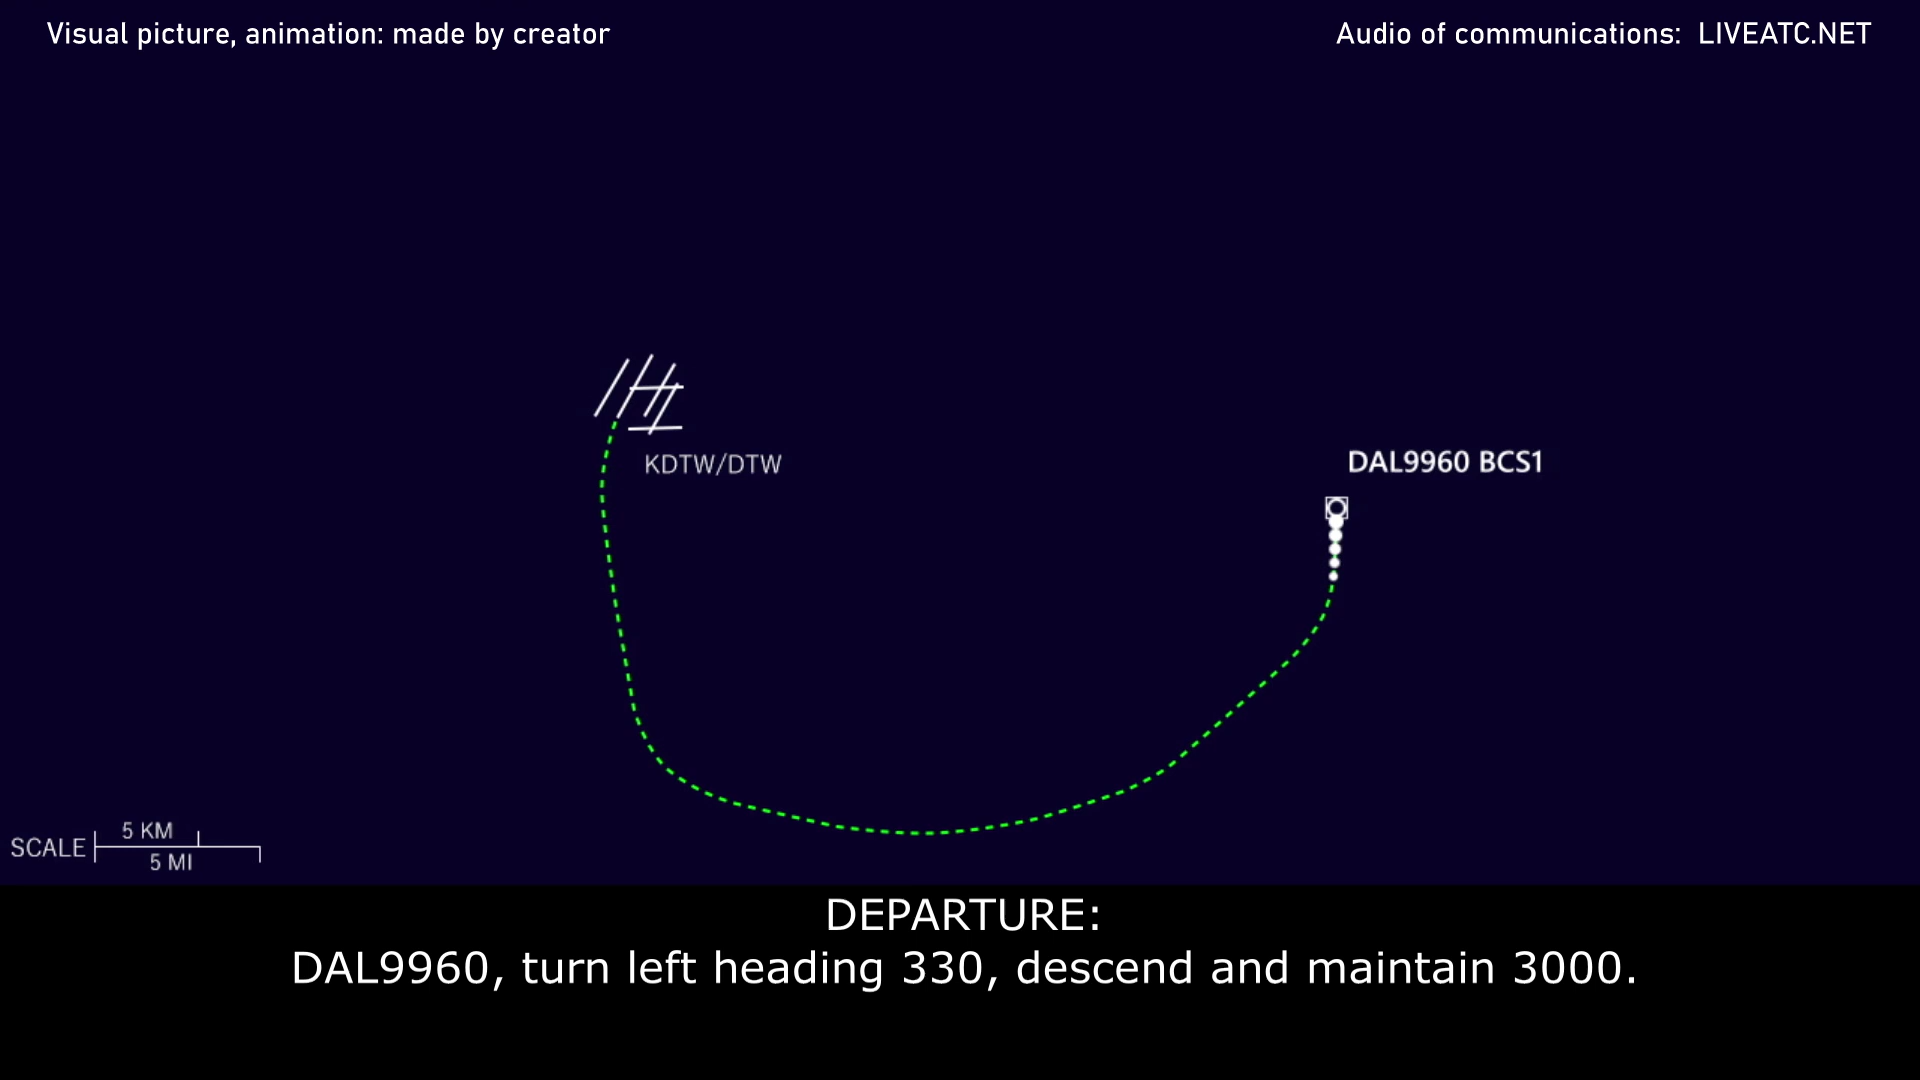 Visual picture, animation: made by creator
Audio of communications: LIVEATC.NET
KDTW/DTW
DAL9960 BCS1
5 KM
SCALE
5 MI
DEPARTURE:
DAL9960, turn left heading 330, descend and maintain 3000.